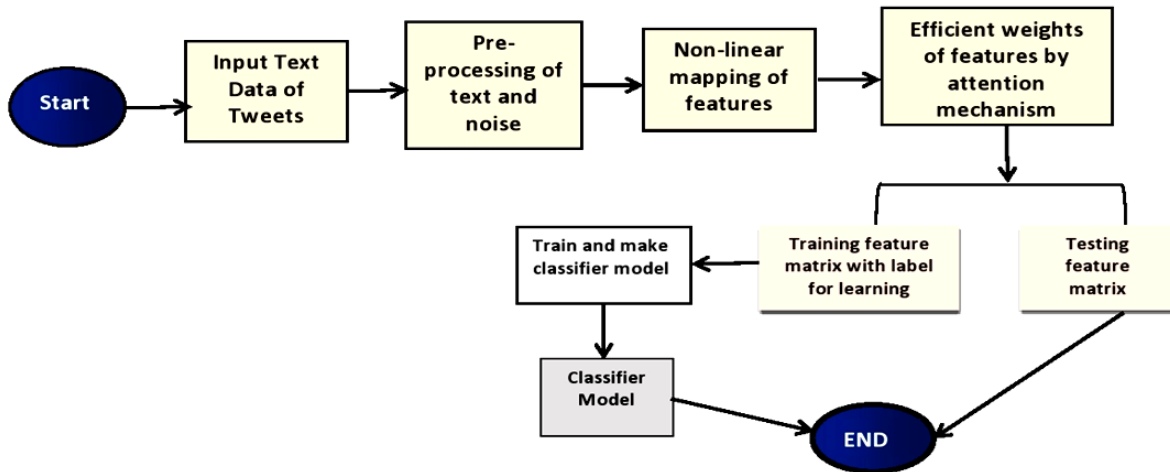 Start
Input Text
Data of
Tweets
Pre-
processing of
text and
noise
Non-linear
mapping of
features
Efficient weights
of features by
attention
mechanism
Train and make
classifier model
Training feature
matrix with label
for learning
Testing
feature
matrix
Classifier
Model
END